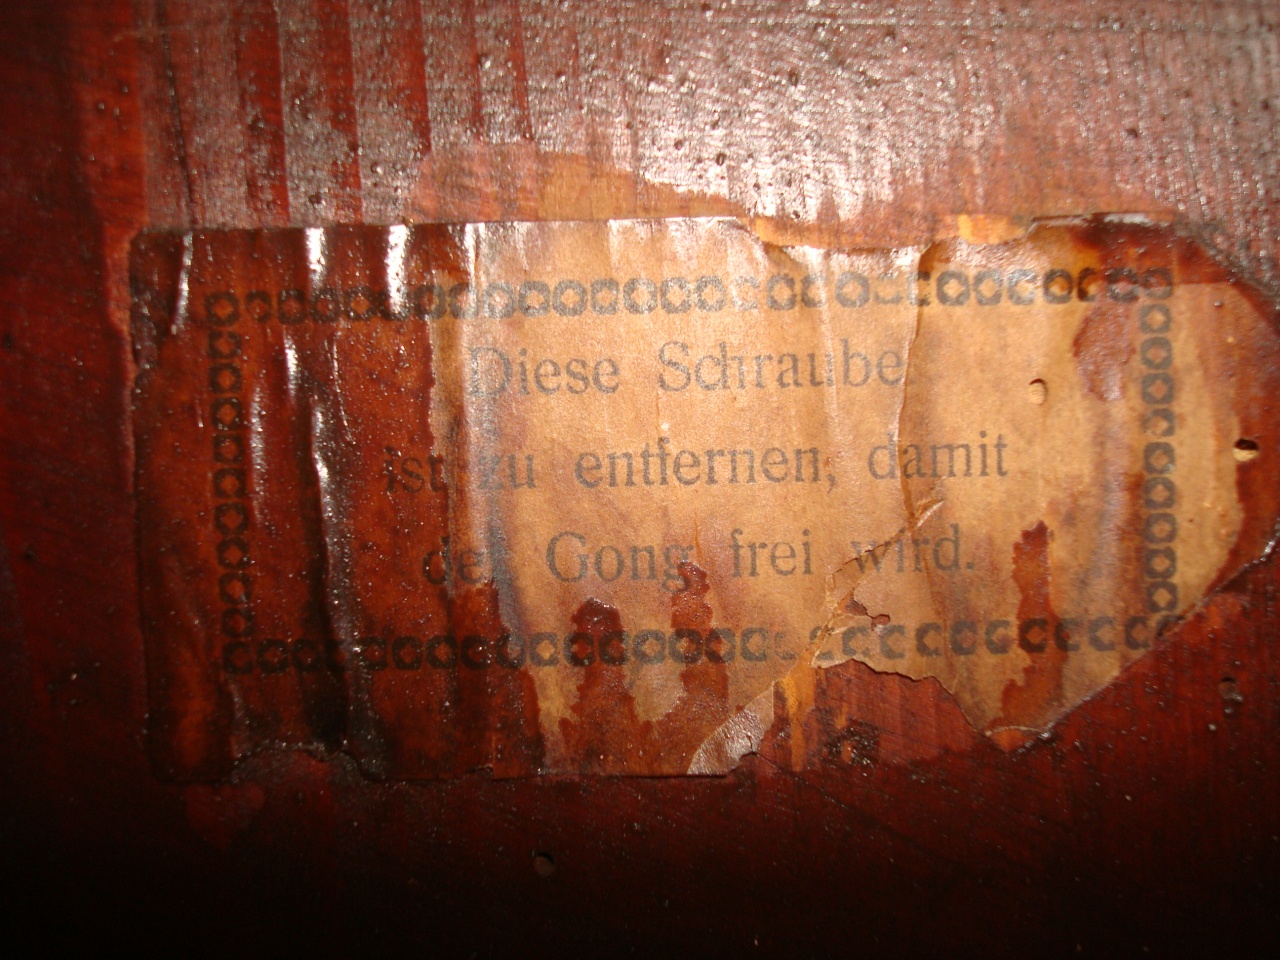 Diese Schraube
ist zu entfernen, damit
der Gong frei wird.